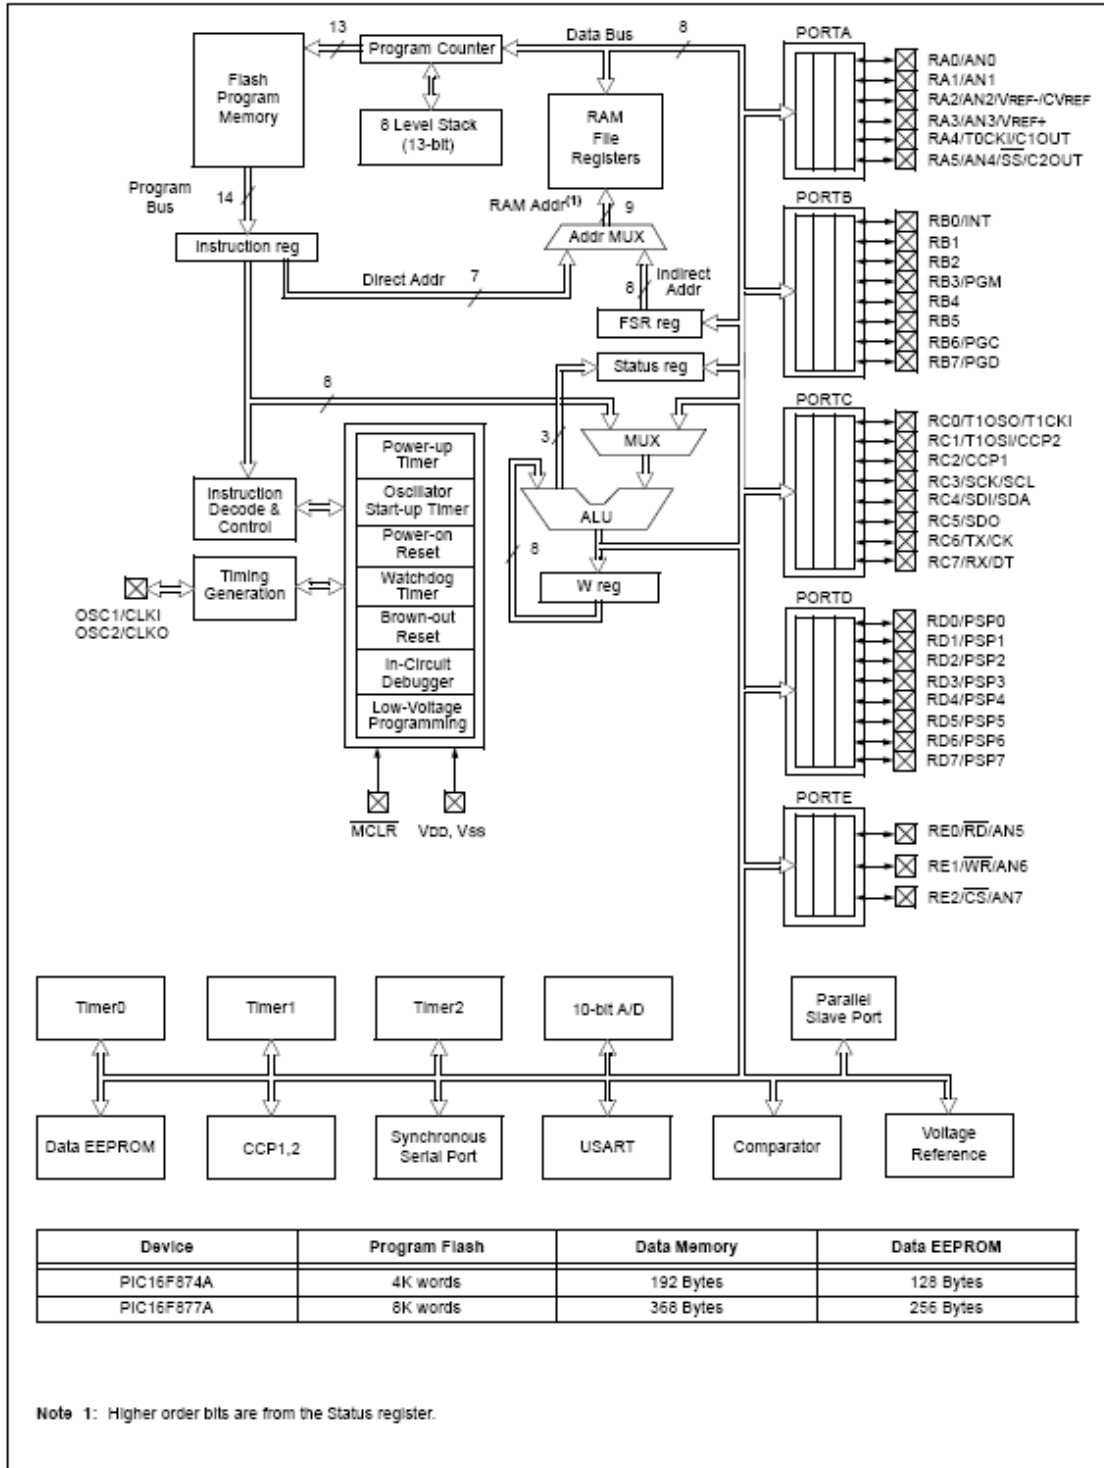 13
Program Counter
Data Bus
8
PORTA
Flash
Program
Memory
8 Level Stack
(13-bit)
RAM
File
Registers
RA0/AN0
RA1/AN1
RA2/AN2/VREF-/CVREF
RA3/AN3/VREF+
RA4/T0CKI/C1OUT
RA5/AN4/SS/C2OUT
Program
Bus
14
RAM Addr(1)
9
PORTB
Instruction reg
Addr MUX
Direct Addr
7
8
Indirect
Addr
FSR reg
RB0/INT
RB1
RB2
RB3/PGM
RB4
RB5
RB6/PGC
RB7/PGD
Status reg
8
3
MUX
PORTC
RC0/T1OSO/T1CKI
RC1/T1OSI/CCP2
RC2/CCP1
RC3/SCK/SCL
RC4/SDI/SDA
RC5/SDO
RC6/TX/CK
RC7/RX/DT
Power-up
Timer
Instruction
Decode &
Control
Oscillator
Start-up Timer
ALU
Power-on
Reset
8
Timing
Generation
Watchdog
Timer
W reg
OSC1/CLKI
OSC2/CLKO
Brown-out
Reset
In-Circuit
Debugger
Low-Voltage
Programming
PORTD
RD0/PSP0
RD1/PSP1
RD2/PSP2
RD3/PSP3
RD4/PSP4
RD5/PSP5
RD6/PSP6
RD7/PSP7
MCLR
VDD, VSS
PORTE
RE0/RD/AN5
RE1/WR/AN6
RE2/CS/AN7
Timer0
Timer1
Timer2
10-bit A/D
Parallel
Slave Port
Data EEPROM
CCP1,2
Synchronous
Serial Port
USART
Comparator
Voltage
Reference
Device Program Flash Data Memory Data EEPROM
PIC16F874A 4K words 192 Bytes 128 Bytes
PIC16F877A 8K words 368 Bytes 256 Bytes
Note 1: Higher order bits are from the Status register.